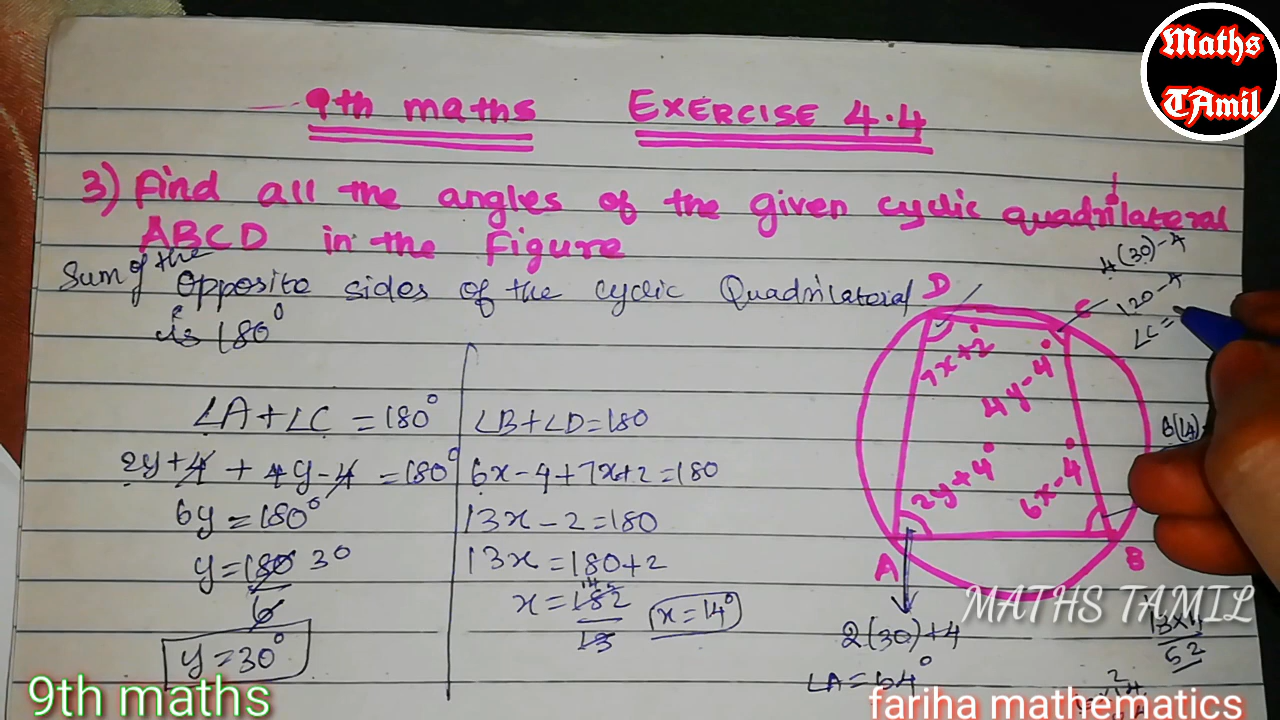 Maths
TAmil
9th maths EXERCISE 4.4
3) Find all the angles of the given cyclic quadrilateral
ABCD in the figure
Sum of the opposite sides of the cyclic Quadrilateral
is 180°
∠A+∠C = 180°
2y+4 + 4y-4 = 180°
6y = 180°
y = 180 30
6
y = 30°
∠B+∠D=180
6x-4+7x+2=180
13x-2=180
13x = 180+2
x = 182 14
13
x=14°
D
C
7x+2°
4y-4°
2y+4°
6x-4°
A
B
4(30)-4
120-4
∠C =
6(14)
2(30)+4
∠A=64°
52
MATHS TAMIL
9th maths
fariha mathematics